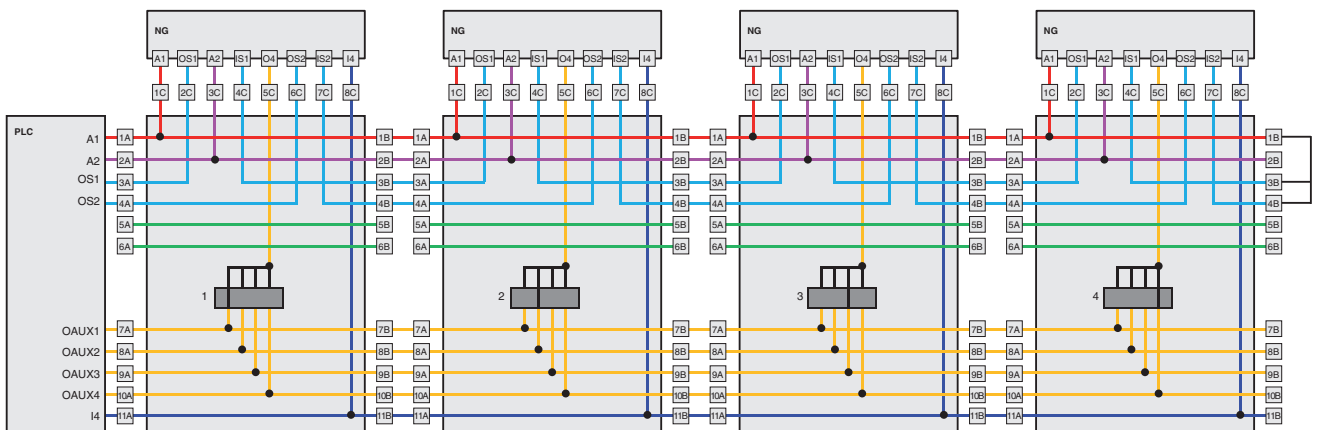 NG NG NG NG
A1 OS1 A2 IS1 O4 OS2 IS2 I4 A1 OS1 A2 IS1 O4 OS2 IS2 I4 A1 OS1 A2 IS1 O4 OS2 IS2 I4 A1 OS1 A2 IS1 O4 OS2 IS2 I4
1C 2C 3C 4C 5C 6C 7C 8C 1C 2C 3C 4C 5C 6C 7C 8C 1C 2C 3C 4C 5C 6C 7C 8C 1C 2C 3C 4C 5C 6C 7C 8C
PLC
A1 1A 1B 1A 1B 1A 1B 1A 1B
A2 2A 2B 2A 2B 2A 2B 2A 2B
OS1 3A 3B 3A 3B 3A 3B 3A 3B
OS2 4A 4B 4A 4B 4A 4B 4A 4B
5A 5B 5A 5B 5A 5B 5A 5B
6A 6B 6A 6B 6A 6B 6A 6B
1 2 3 4
OAUX1 7A 7B 7A 7B 7A 7B 7A 7B
OAUX2 8A 8B 8A 8B 8A 8B 8A 8B
OAUX3 9A 9B 9A 9B 9A 9B 9A 9B
OAUX4 10A 10B 10A 10B 10A 10B 10A 10B
I4 11A 11B 11A 11B 11A 11B 11A 11B